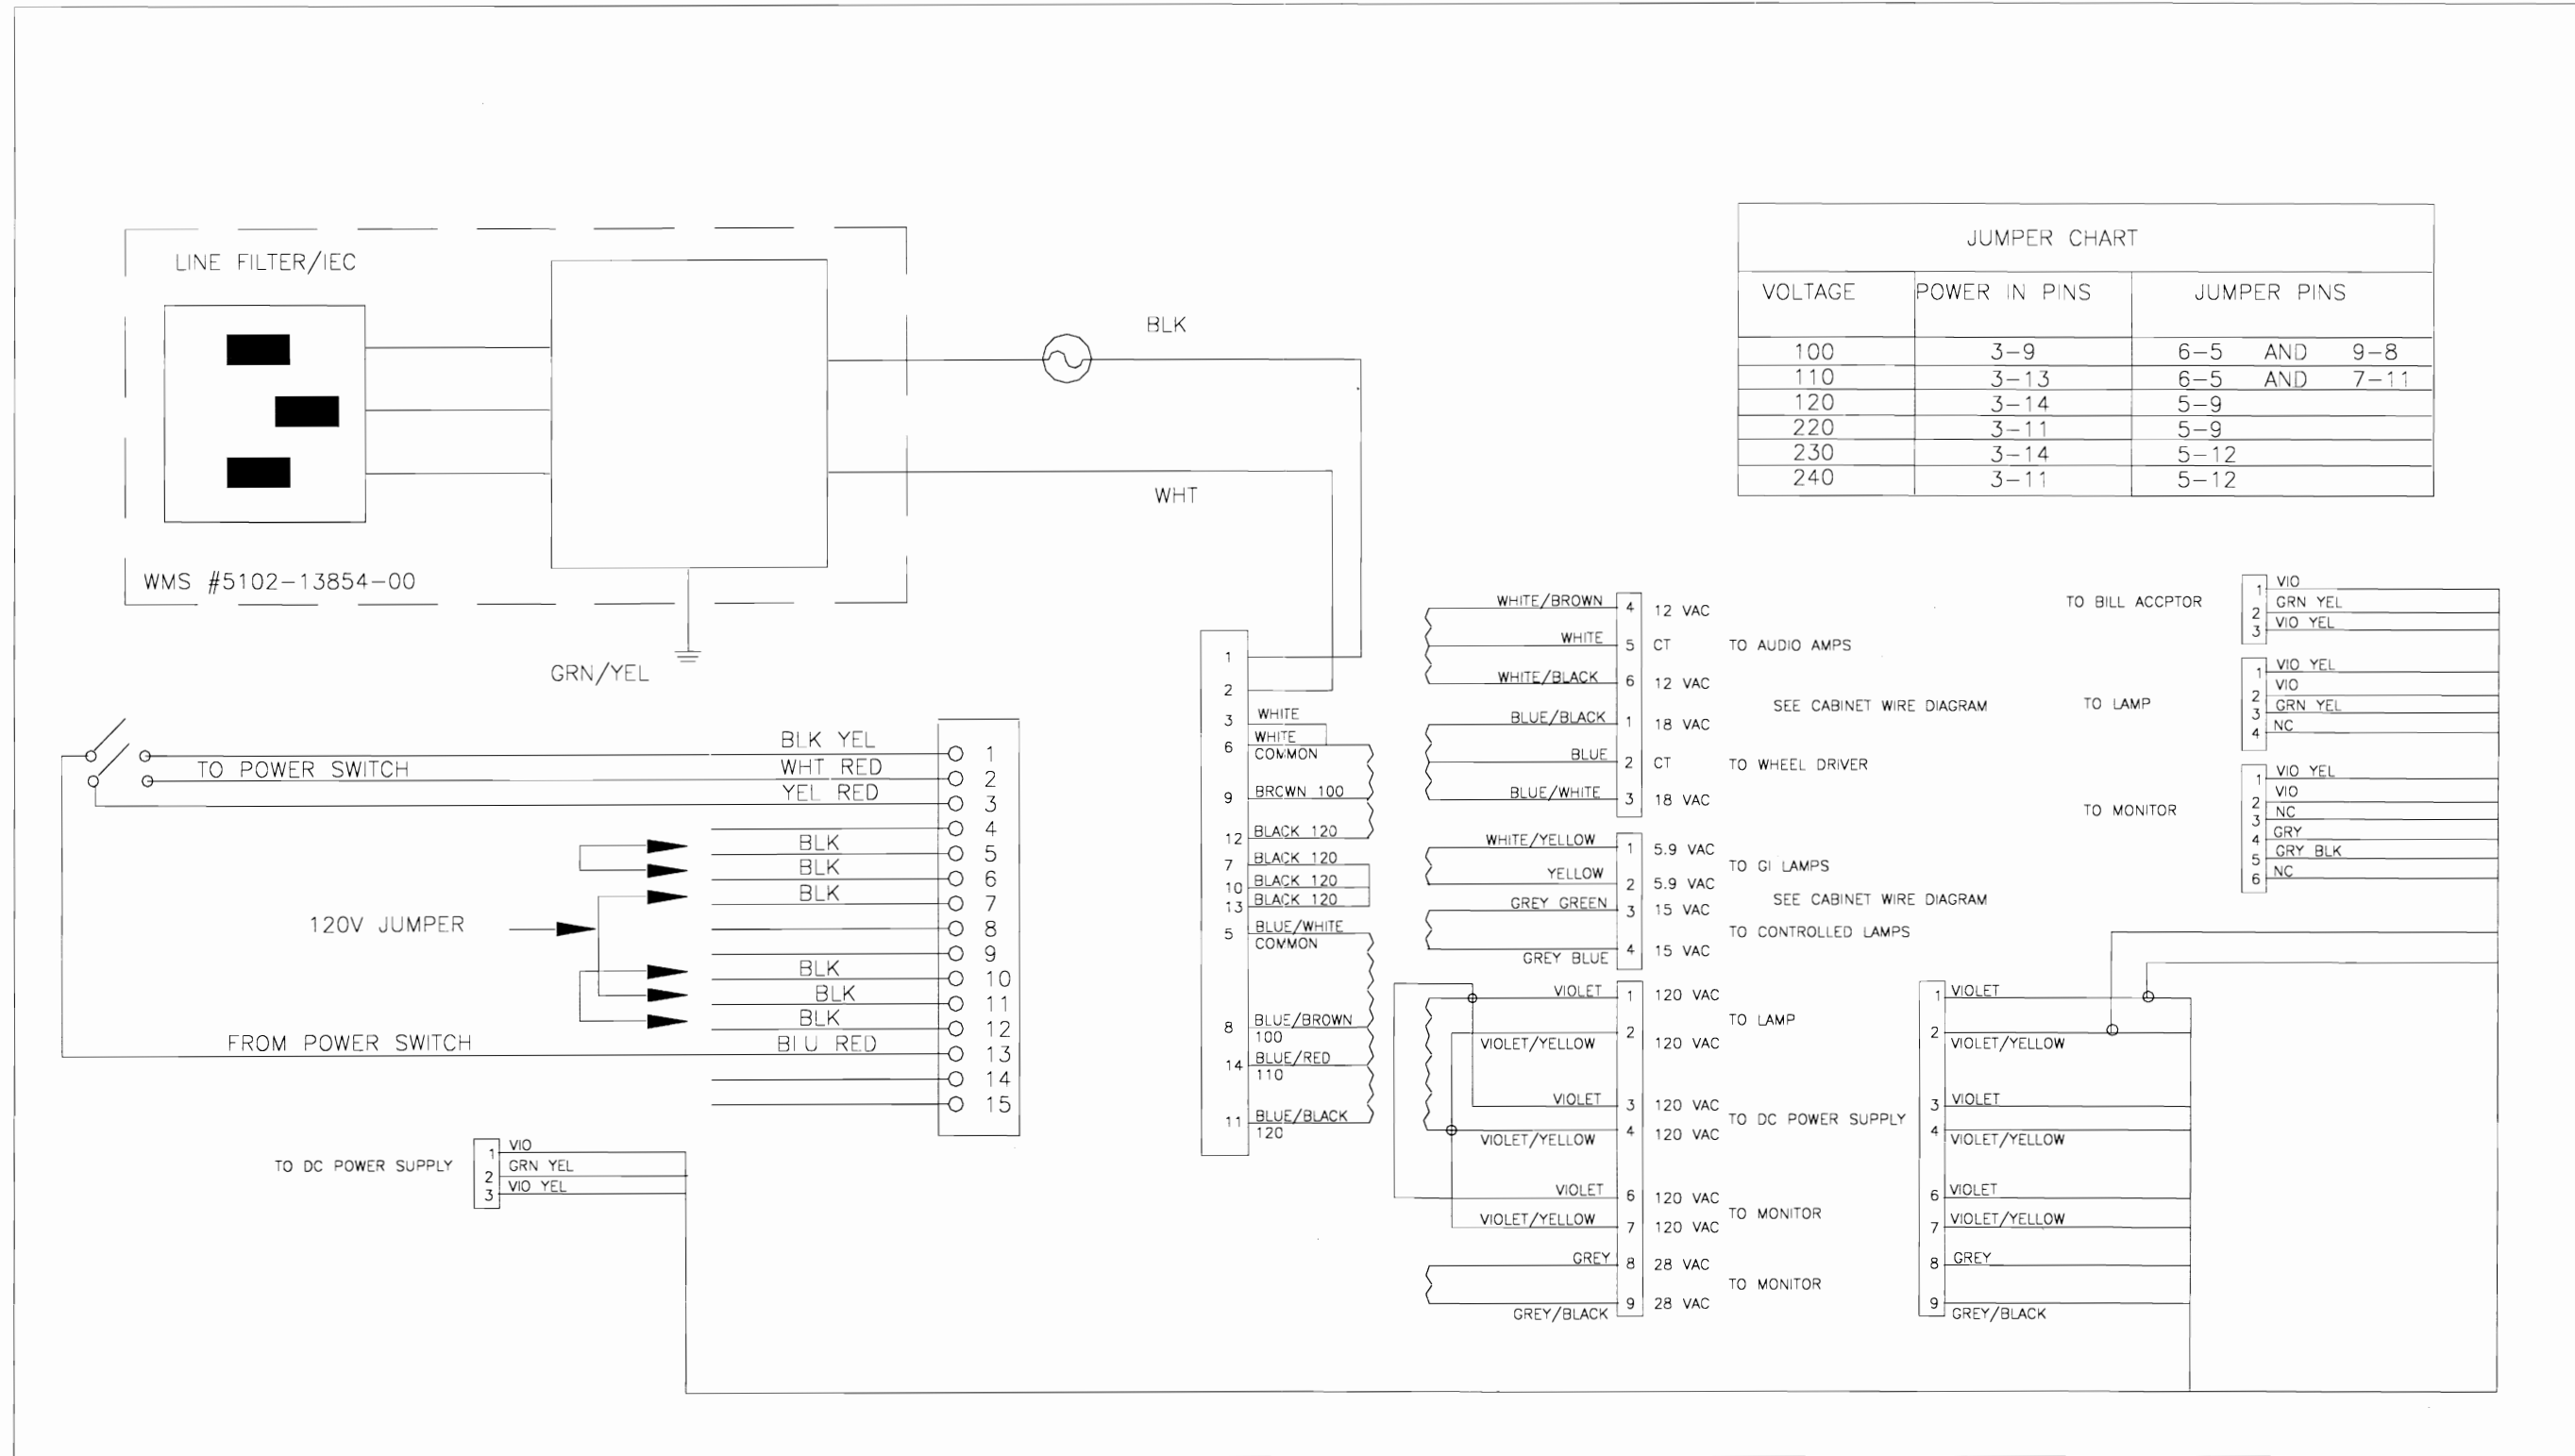 LINE FILTER/IEC
WMS #5102-13854-00
GRN/YEL
BLK
WHT
JUMPER CHART
VOLTAGE POWER IN PINS JUMPER PINS
100 3-9 6-5 AND 9-8
110 3-13 6-5 AND 7-11
120 3-14 5-9
220 3-11 5-9
230 3-14 5-12
240 3-11 5-12
TO POWER SWITCH
120V JUMPER
FROM POWER SWITCH
BLK YEL 1
WHT RED 2
YEL RED 3
4
BLK 5
BLK 6
BLK 7
8
9
BLK 10
BLK 11
BLK 12
BLU RED 13
14
15
TO DC POWER SUPPLY
1 VIO
2 GRN YEL
3 VIO YEL
1
2
3 WHITE
6 WHITE
COMMON
9 BROWN 100
12 BLACK 120
7 BLACK 120
10 BLACK 120
13 BLACK 120
5 BLUE/WHITE
COMMON
8 BLUE/BROWN
100
14 BLUE/RED
110
11 BLUE/BLACK
120
WHITE/BROWN 4 12 VAC
WHITE 5 CT TO AUDIO AMPS
WHITE/BLACK 6 12 VAC
SEE CABINET WIRE DIAGRAM
BLUE/BLACK 1 18 VAC
BLUE 2 CT TO WHEEL DRIVER
BLUE/WHITE 3 18 VAC
WHITE/YELLOW 1 5.9 VAC
TO GI LAMPS
YELLOW 2 5.9 VAC
SEE CABINET WIRE DIAGRAM
GREY GREEN 3 15 VAC
TO CONTROLLED LAMPS
GREY BLUE 4 15 VAC
VIOLET 1 120 VAC
TO LAMP
VIOLET/YELLOW 2 120 VAC
VIOLET 3 120 VAC
TO DC POWER SUPPLY
VIOLET/YELLOW 4 120 VAC
VIOLET 6 120 VAC
TO MONITOR
VIOLET/YELLOW 7 120 VAC
GREY 8 28 VAC
TO MONITOR
GREY/BLACK 9 28 VAC
1 VIOLET
2 VIOLET/YELLOW
3 VIOLET
4 VIOLET/YELLOW
6 VIOLET
7 VIOLET/YELLOW
8 GREY
9 GREY/BLACK
TO BILL ACCPTOR
1 VIO
2 GRN YEL
3 VIO YEL
TO LAMP
1 VIO YEL
2 VIO
3 GRN YEL
4 NC
TO MONITOR
1 VIO YEL
2 VIO
3 NC
4 GRY
5 GRY BLK
6 NC